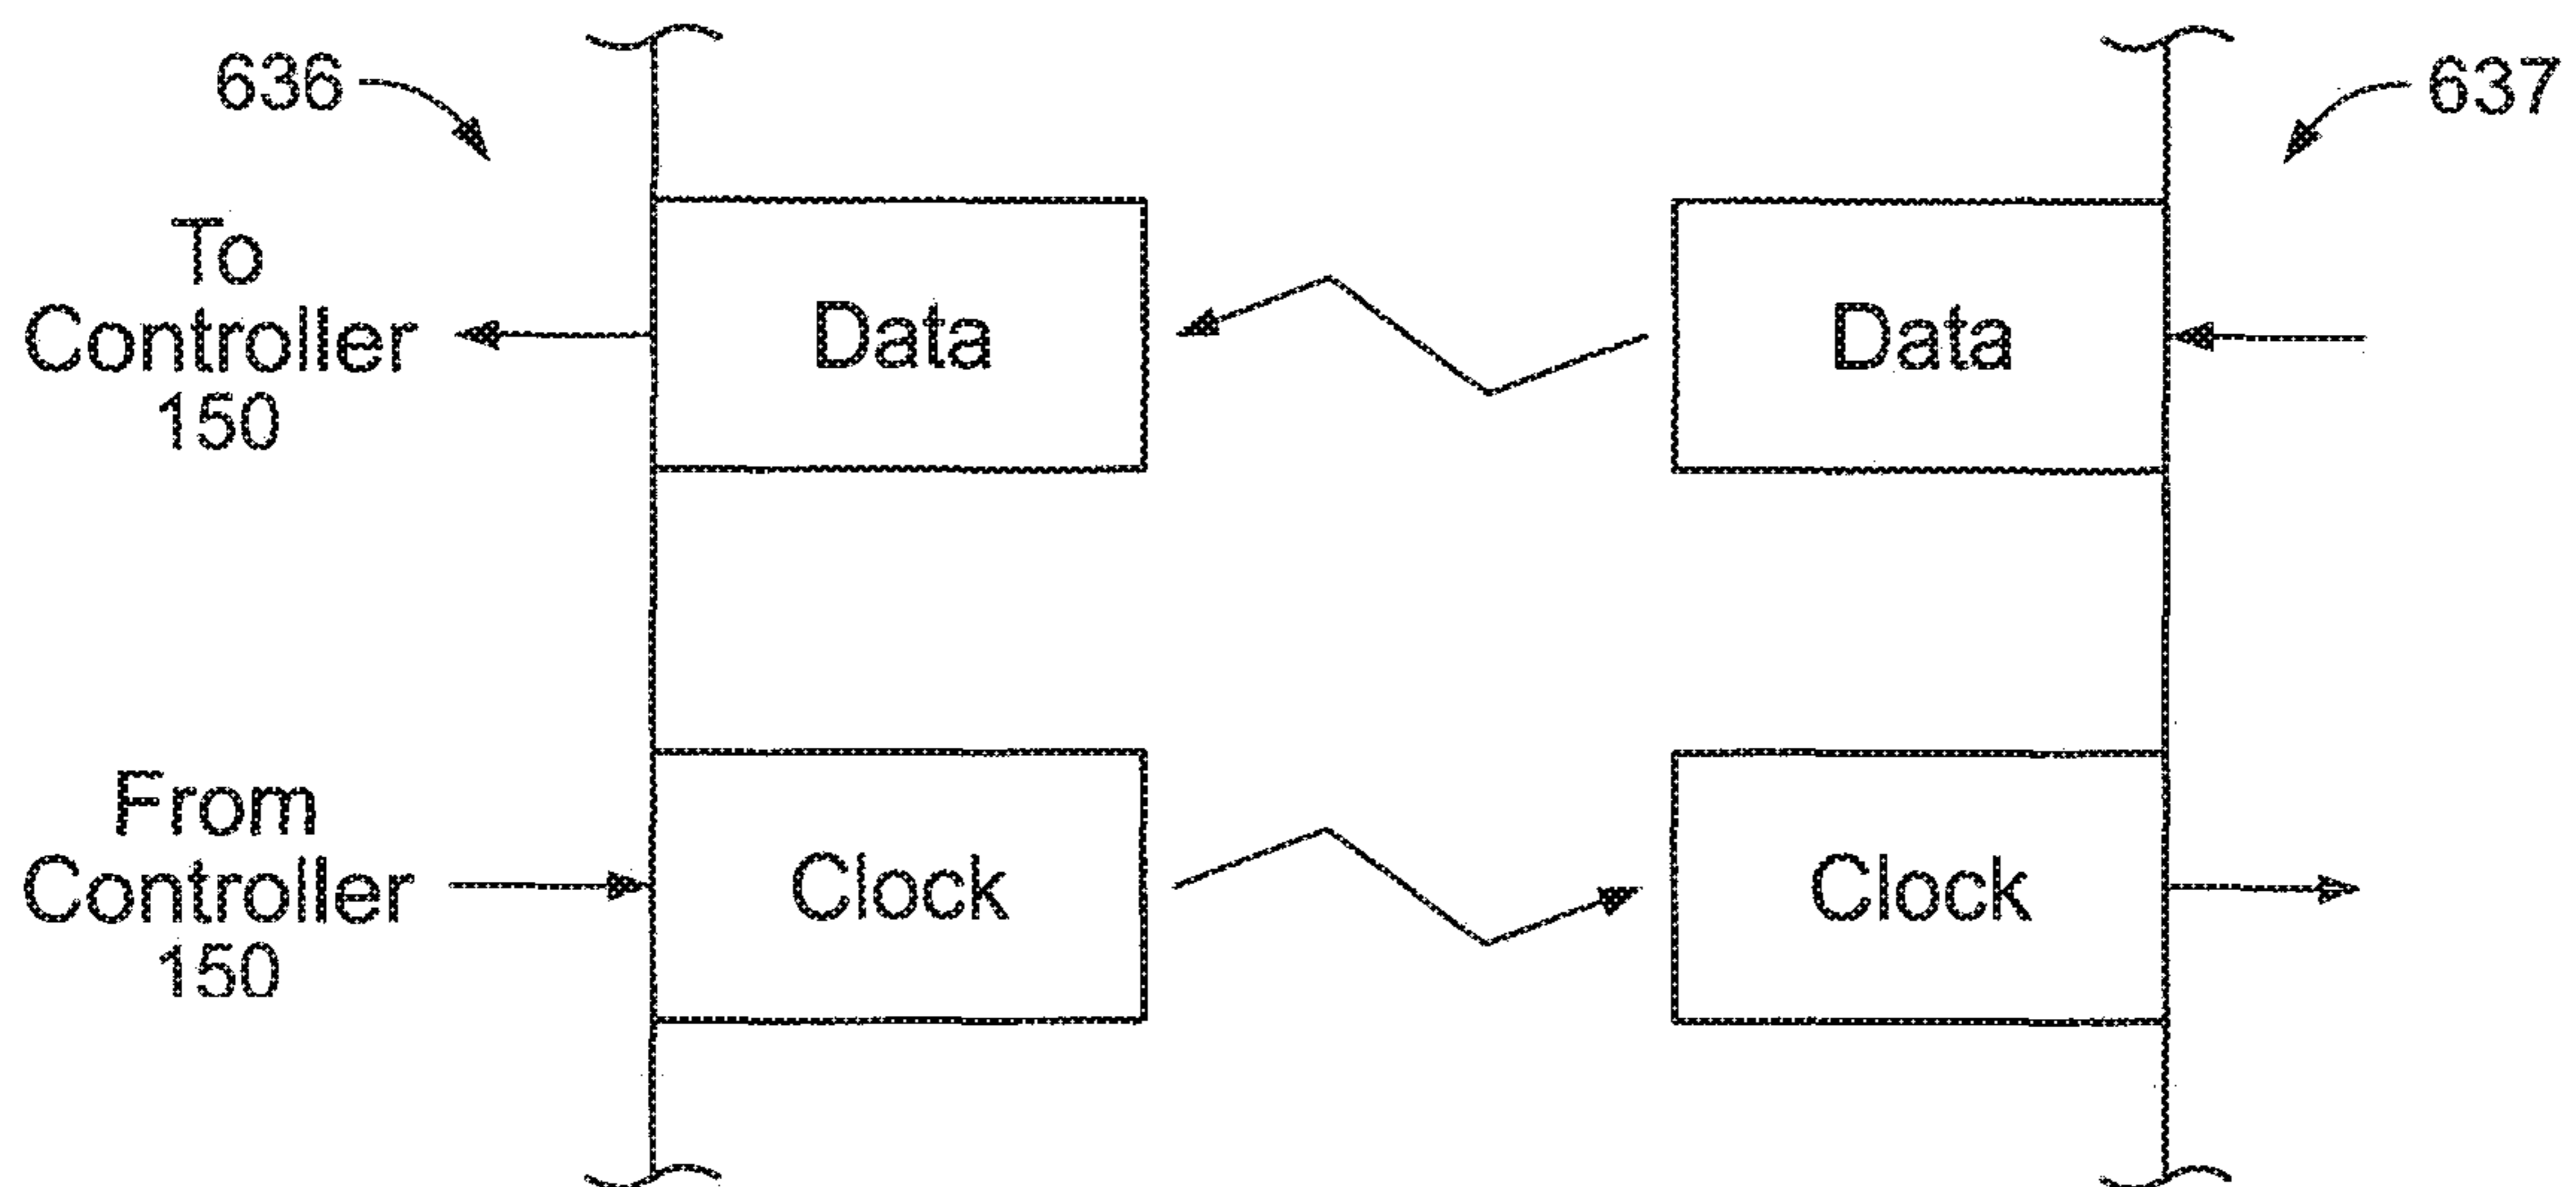 636
637
To
Controller
150
Data
Data
From
Controller
150
Clock
Clock